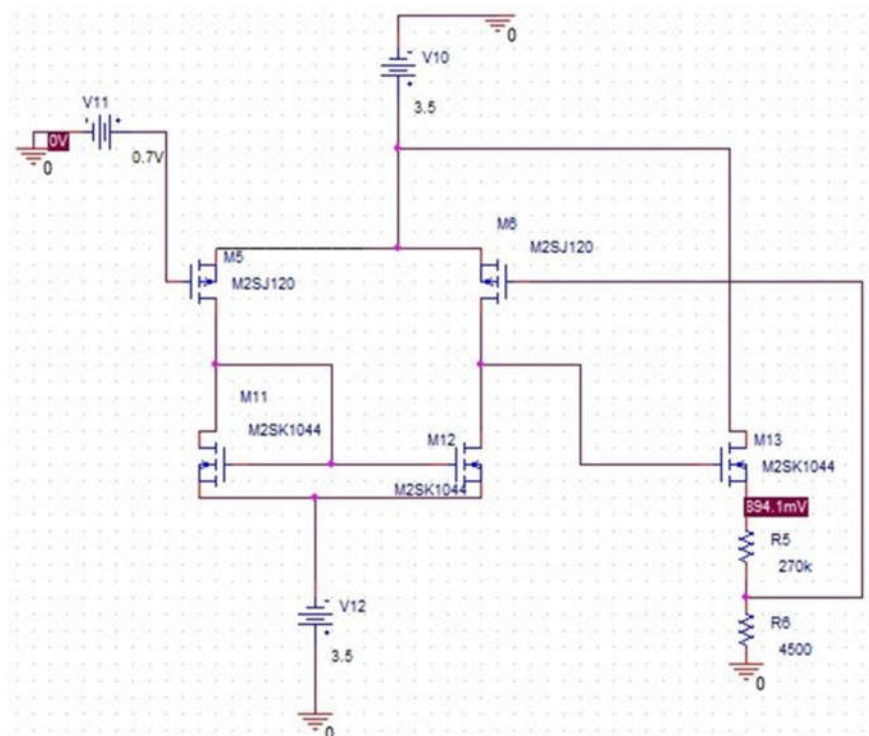 0
V10
3.5
V11
0V
0.7V
0
M5
M2SJ120
M6
M2SJ120
M11
M2SK1044
M12
M2SK1044
M13
M2SK1044
894.1mV
R5
270k
R6
4500
0
V12
3.5
0